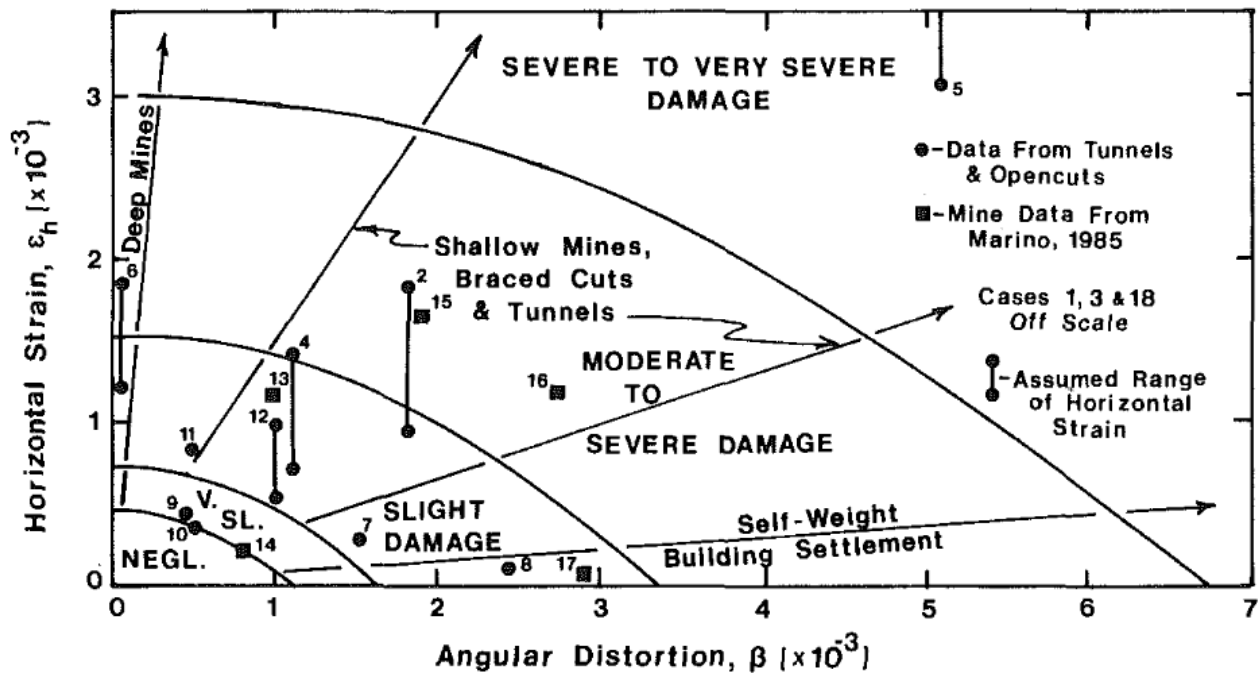 SEVERE TO VERY SEVERE
DAMAGE
5
●-Data From Tunnels
& Opencuts
■-Mine Data From
Marino, 1985
Cases 1, 3 & 18
Off Scale
-Assumed Range
of Horizontal
Strain
Deep Mines
6
Shallow Mines,
Braced Cuts
& Tunnels
2
15
4
13
12
11
16
MODERATE
TO
SEVERE DAMAGE
9
V.
SL.
10
14
NEGL.
SLIGHT
DAMAGE
7
8
17
Self-Weight
Building Settlement
3
2
1
0
Horizontal Strain, εh (x10-3)
0 1 2 3 4 5 6 7
Angular Distortion, β (x10-3)